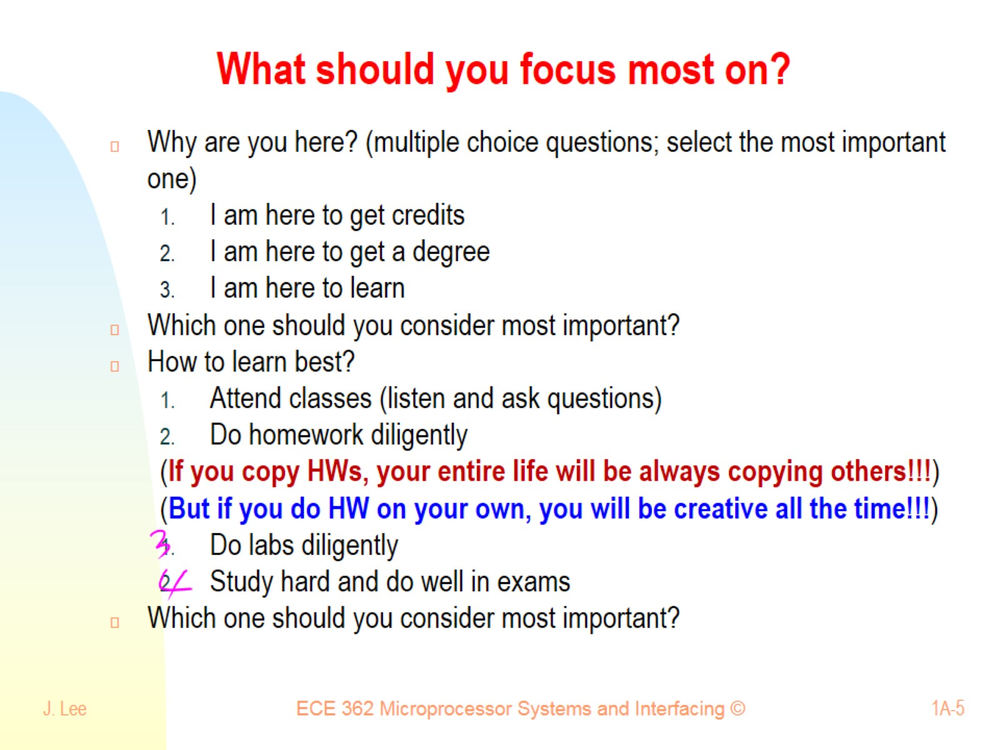 What should you focus most on?
Why are you here? (multiple choice questions; select the most important
one)
1. I am here to get credits
2. I am here to get a degree
3. I am here to learn
Which one should you consider most important?
How to learn best?
1. Attend classes (listen and ask questions)
2. Do homework diligently
(If you copy HWs, your entire life will be always copying others!!!)
(But if you do HW on your own, you will be creative all the time!!!)
3 1. Do labs diligently
4 2. Study hard and do well in exams
Which one should you consider most important?
J. Lee ECE 362 Microprocessor Systems and Interfacing © 1A-5